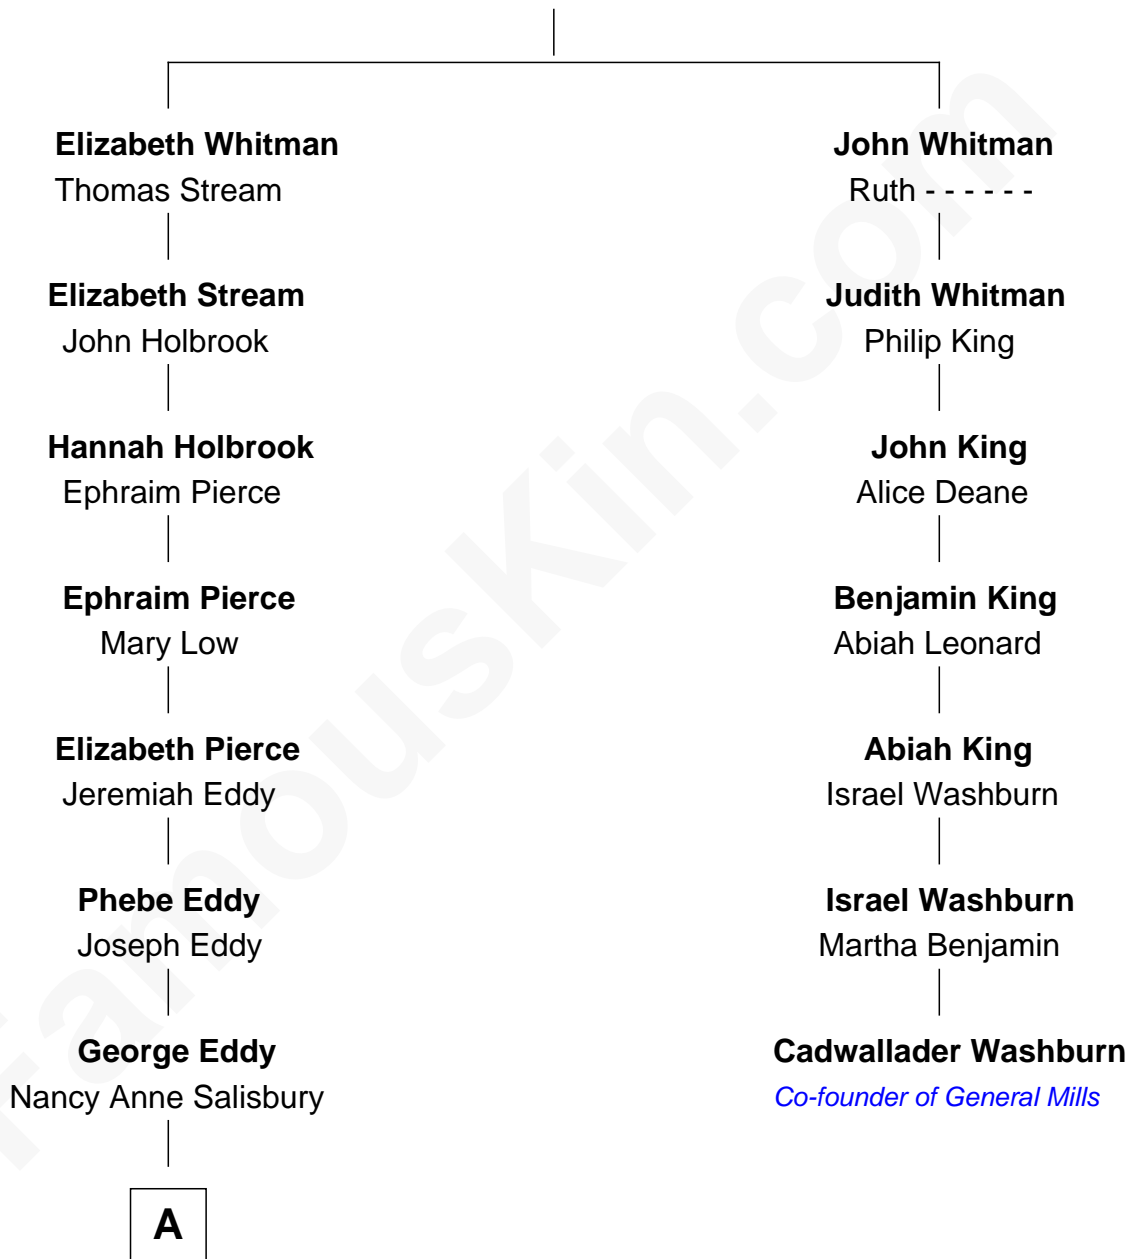 Elizabeth Whitman
Thomas Stream
John Whitman
Ruth - - - - - -
Elizabeth Stream
John Holbrook
Judith Whitman
Philip King
Hannah Holbrook
Ephraim Pierce
John King
Alice Deane
Ephraim Pierce
Mary Low
Benjamin King
Abiah Leonard
Elizabeth Pierce
Jeremiah Eddy
Abiah King
Israel Washburn
Phebe Eddy
Joseph Eddy
Israel Washburn
Martha Benjamin
George Eddy
Nancy Anne Salisbury
Cadwallader Washburn
Co-founder of General Mills
A
FamousKin.com